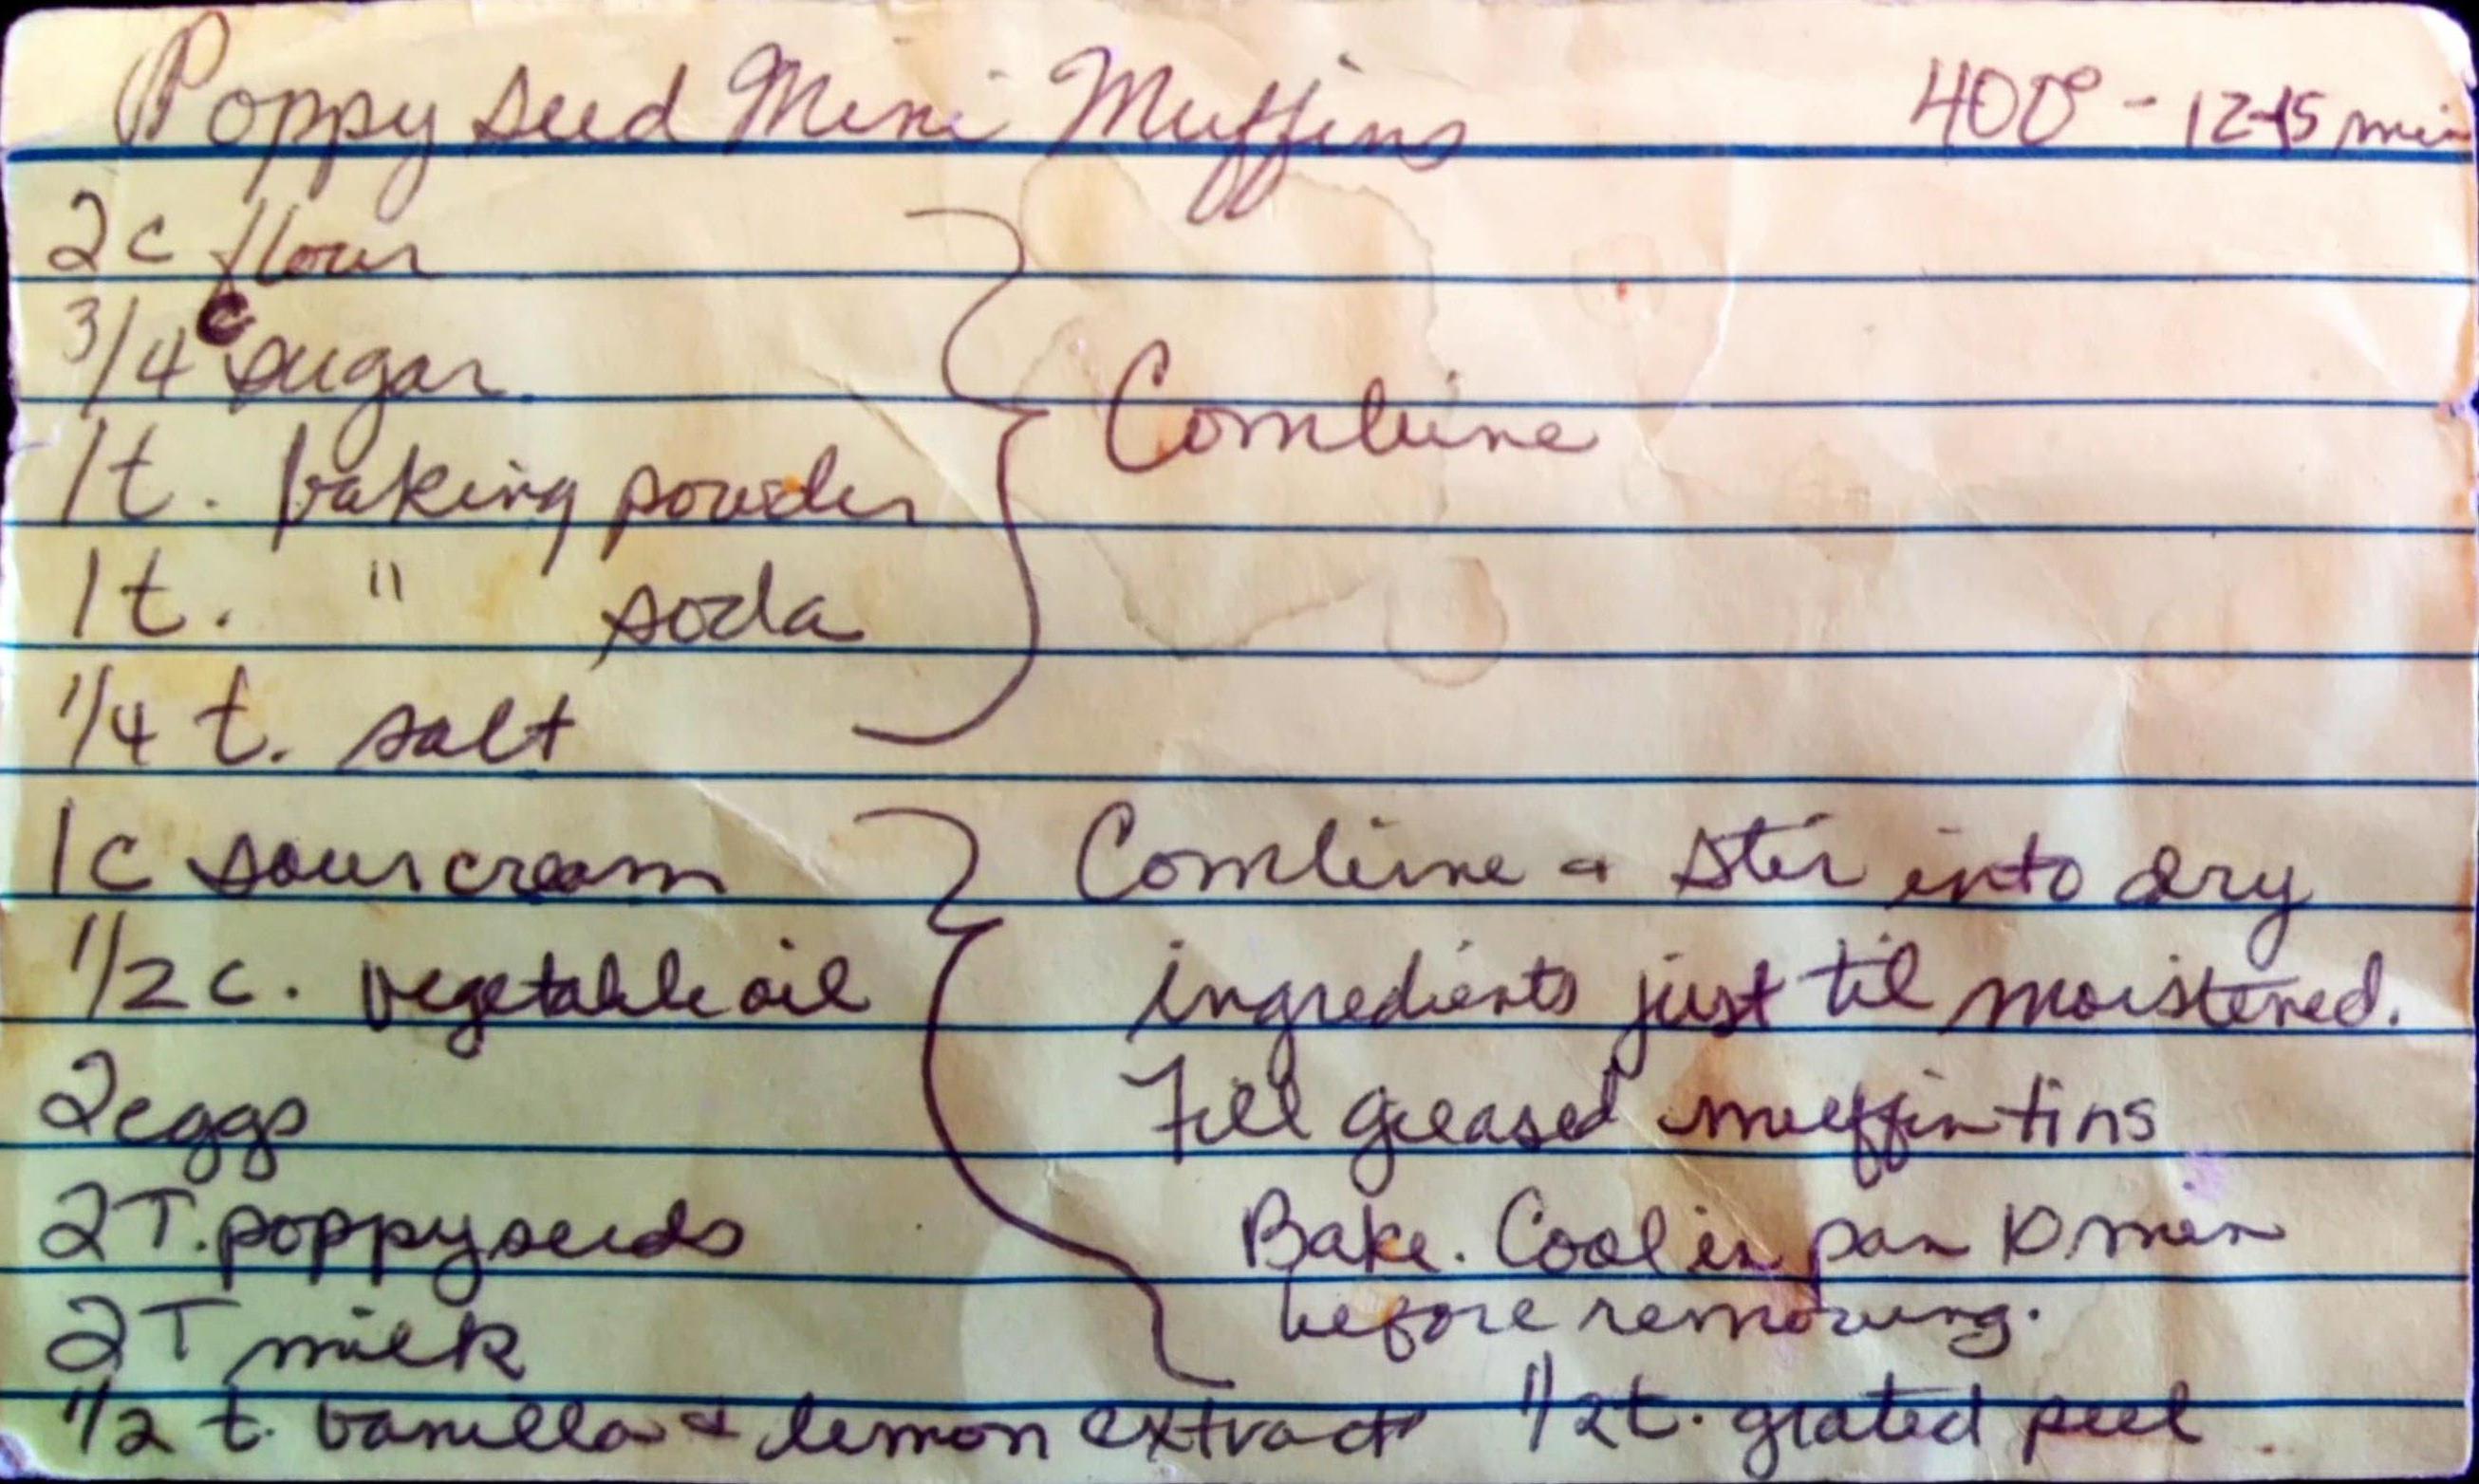 Poppy seed Mini Muffins 400° - 12-15 min
2c flour
3/4 c sugar
1t. baking powder
Combine
1t. " soda
1/4 t. salt
1c sour cream Combine & stir into dry
1/2 c. vegetable oil ingredients just til moistened.
2 eggs Fill greased muffin tins
2T. poppyseeds Bake. Cool in pan 10 min
2T milk before removing.
1/2 t. vanilla & lemon extract 1/2t. grated peel